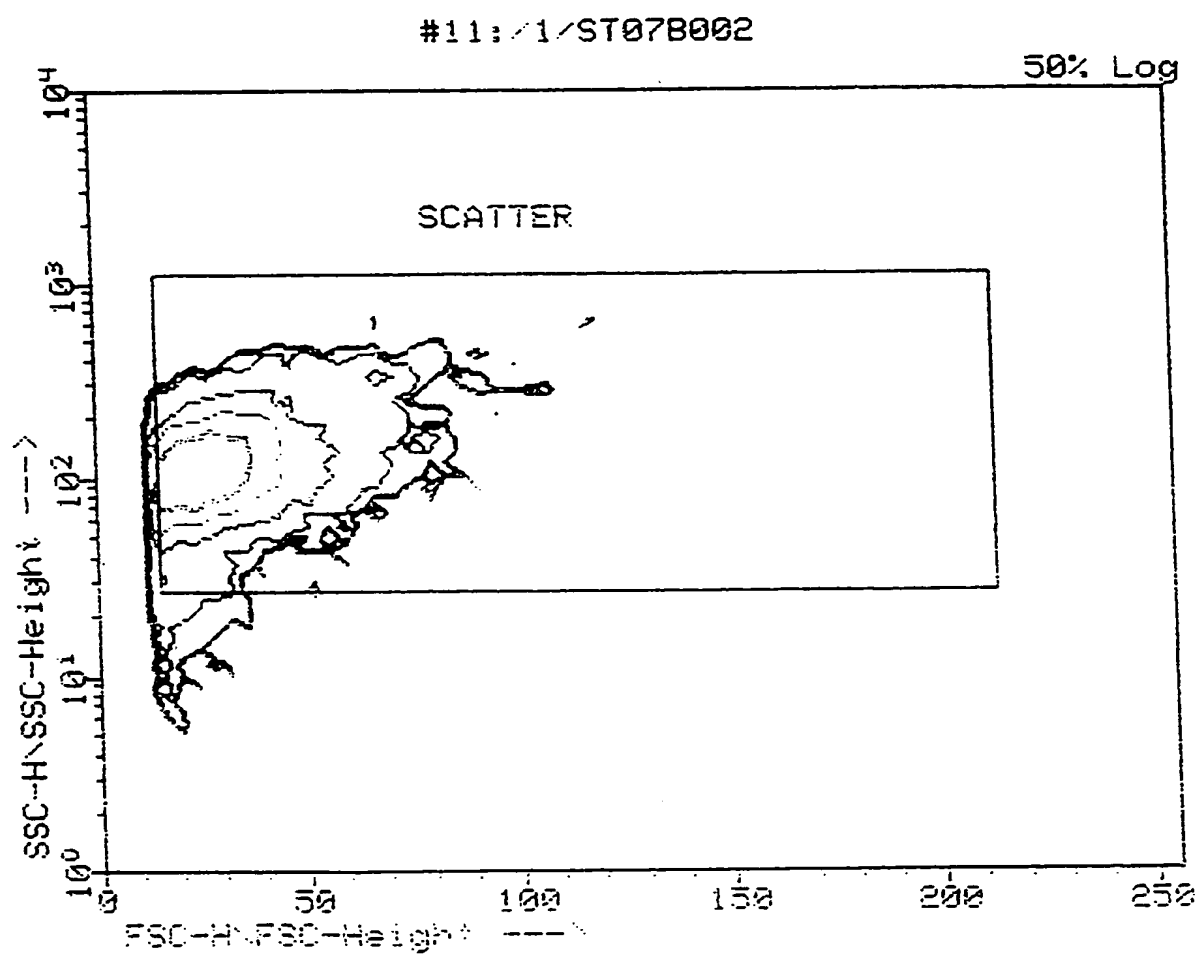 #11:/1/ST07B002
50% Log
10⁴
SCATTER
10³
10²
10¹
10⁰
SSC-H\SSC-Height --->
0 50 100 150 200 250
FSC-H\FSC-Height --->